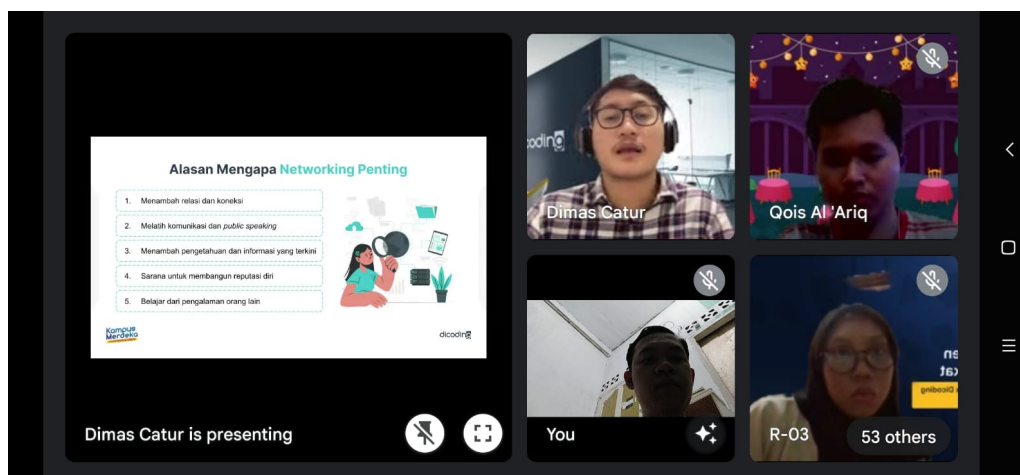 Alasan Mengapa Networking Penting
1. Menambah relasi dan koneksi
2. Melatih komunikasi dan public speaking
3. Menambah pengetahuan dan informasi yang terkini
4. Sarana untuk membangun reputasi diri
5. Belajar dari pengalaman orang lain
Kampus
Merdeka
dicoding
Dimas Catur is presenting
oding
Dimas Catur
Qois Al 'Ariq
You
R-03
53 others